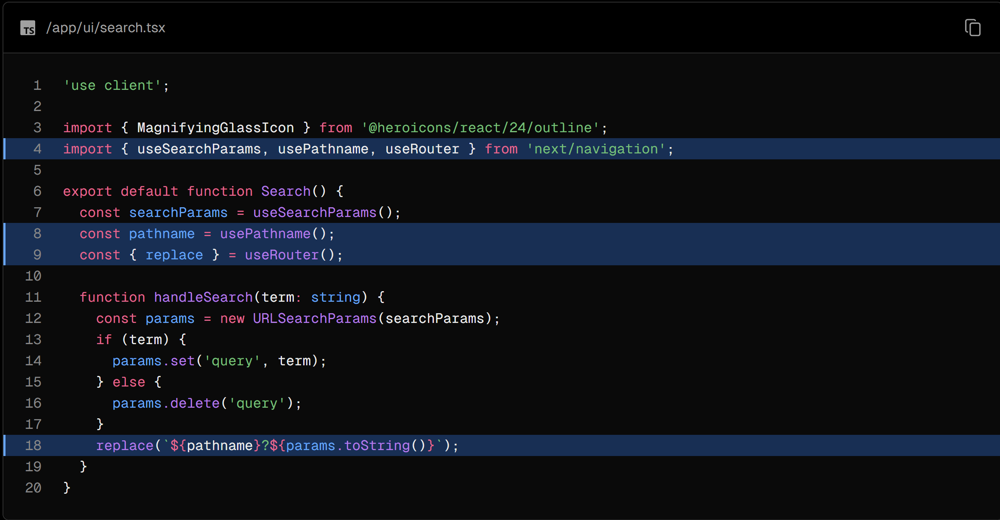 TS /app/ui/search.tsx
1 'use client';
2
3 import { MagnifyingGlassIcon } from '@heroicons/react/24/outline';
4 import { useSearchParams, usePathname, useRouter } from 'next/navigation';
5
6 export default function Search() {
7   const searchParams = useSearchParams();
8   const pathname = usePathname();
9   const { replace } = useRouter();
10
11   function handleSearch(term: string) {
12     const params = new URLSearchParams(searchParams);
13     if (term) {
14       params.set('query', term);
15     } else {
16       params.delete('query');
17     }
18     replace(`${pathname}?${params.toString()}`);
19   }
20 }